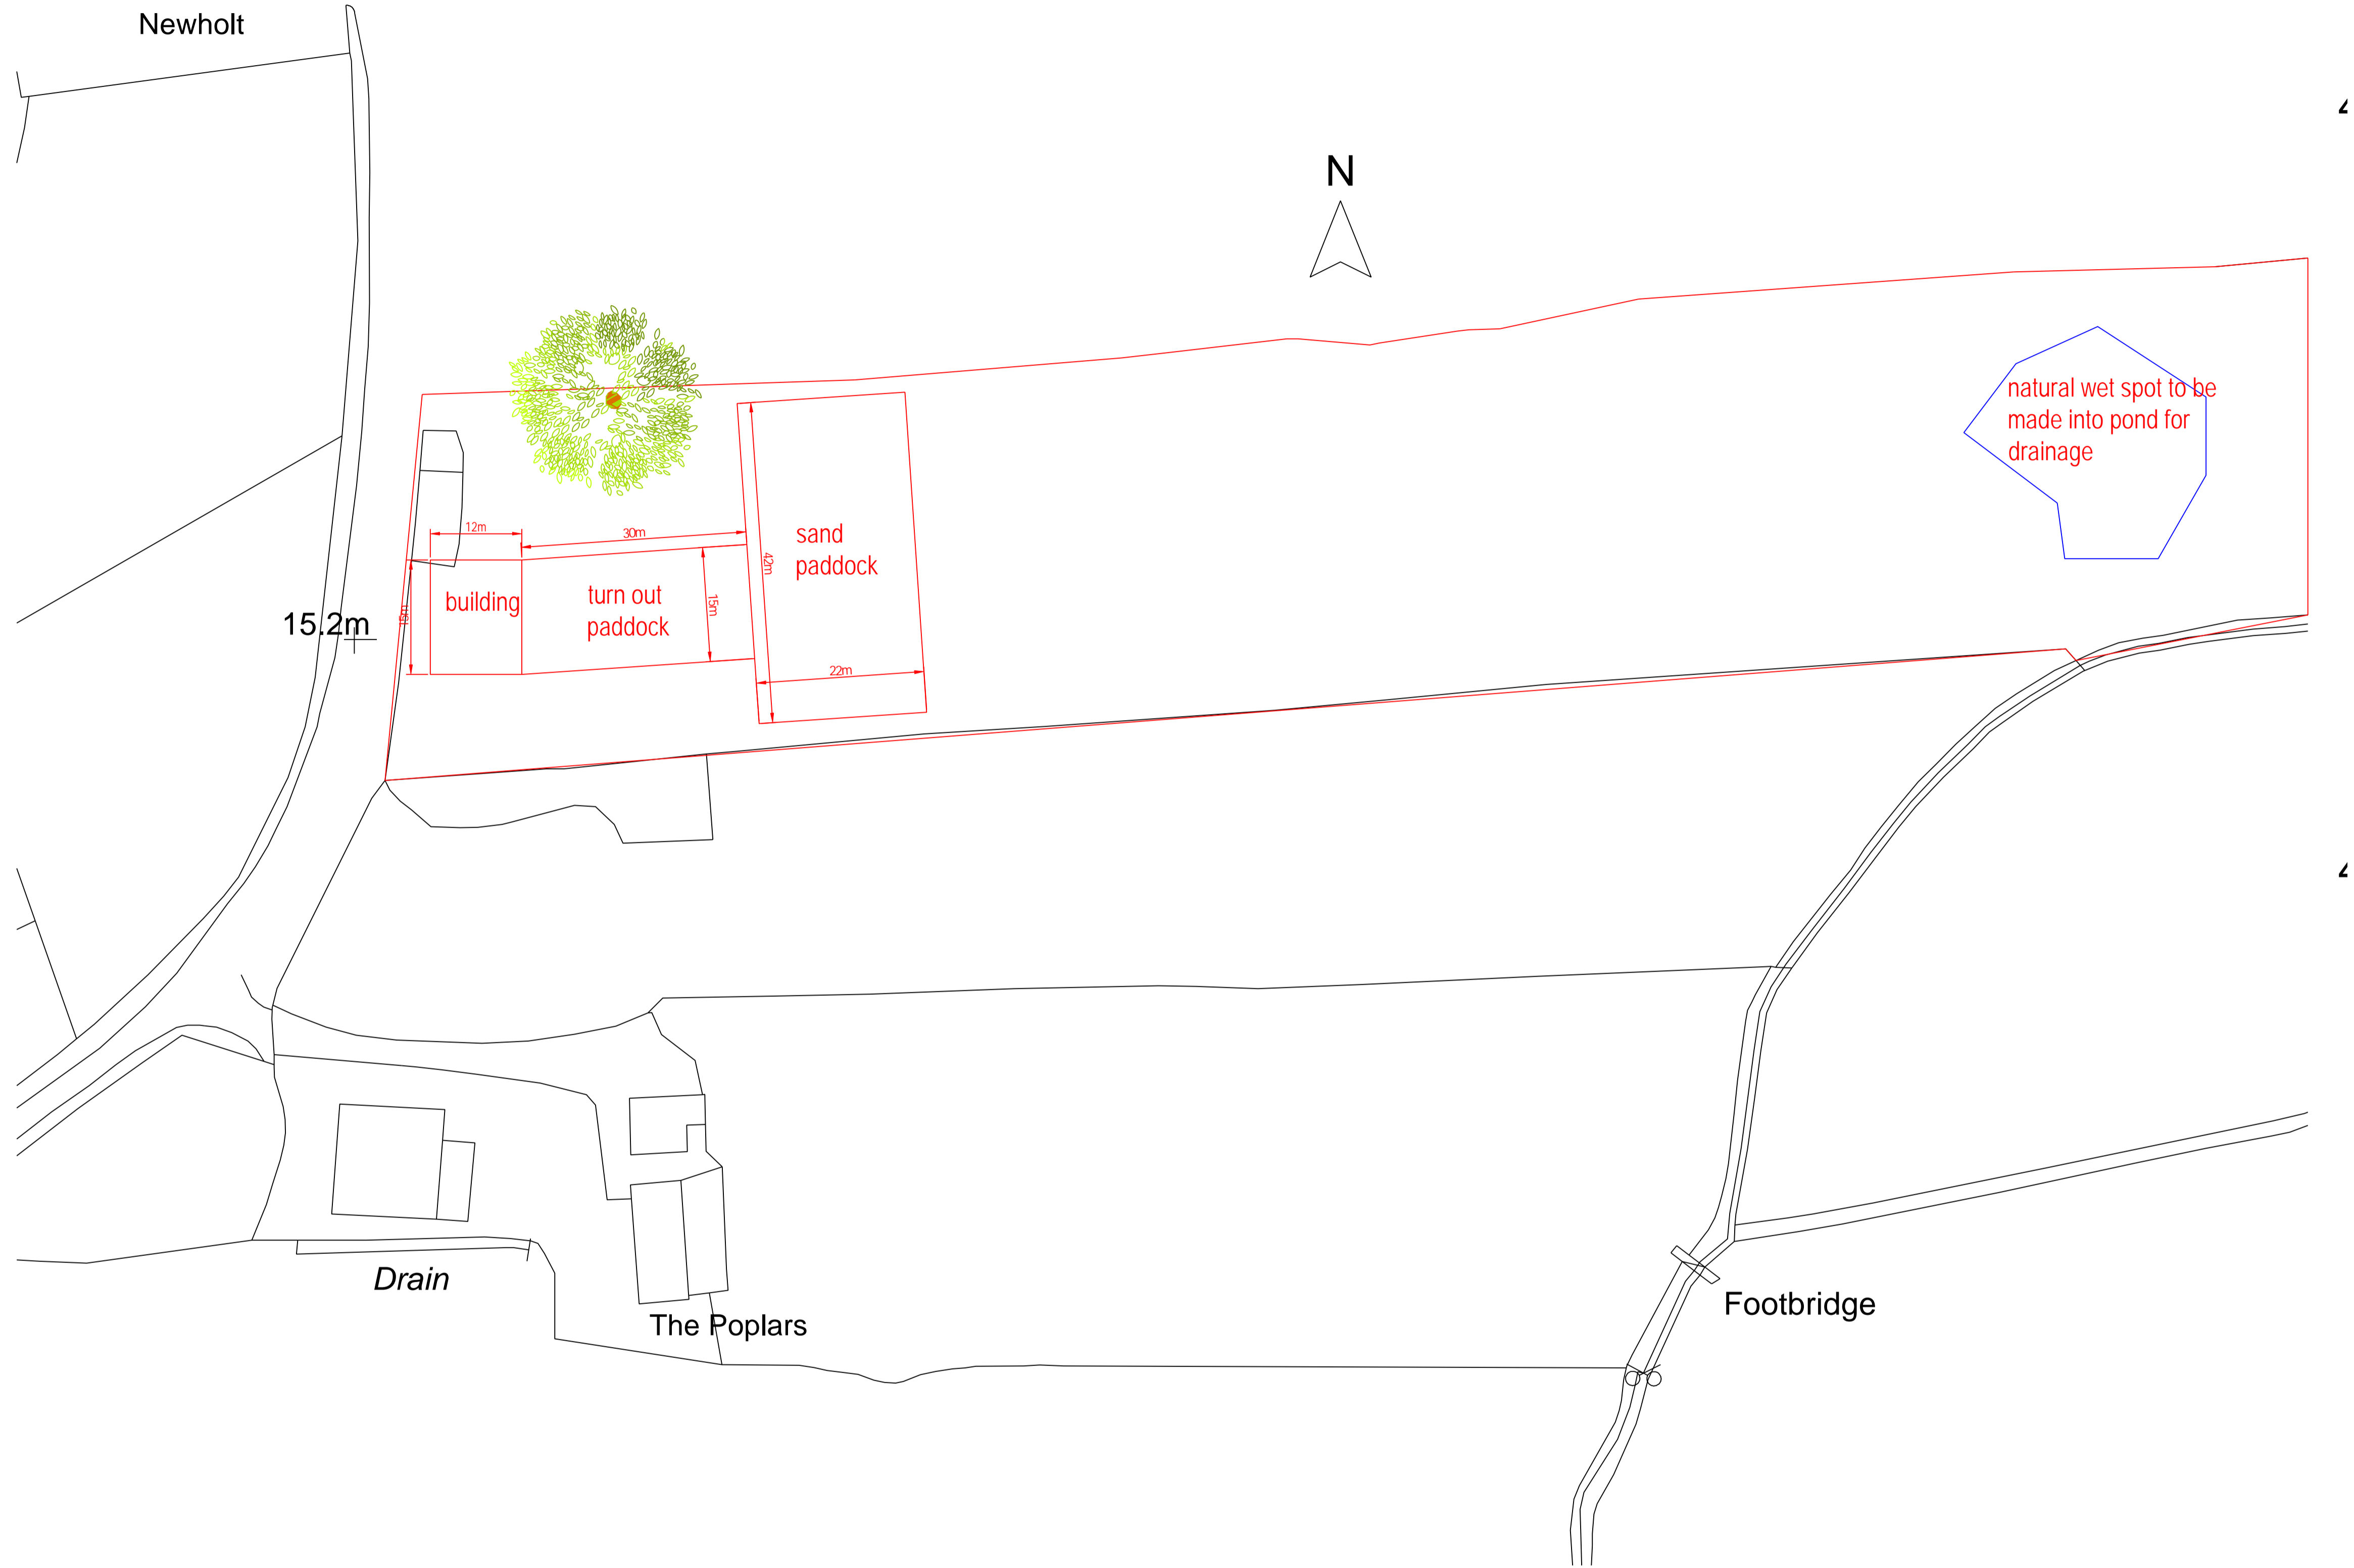 Newholt
N
natural wet spot to be
made into pond for
drainage
12m
30m
42m
sand
paddock
15m
building
turn out
paddock
15m
15.2m
22m
Drain
The Poplars
Footbridge